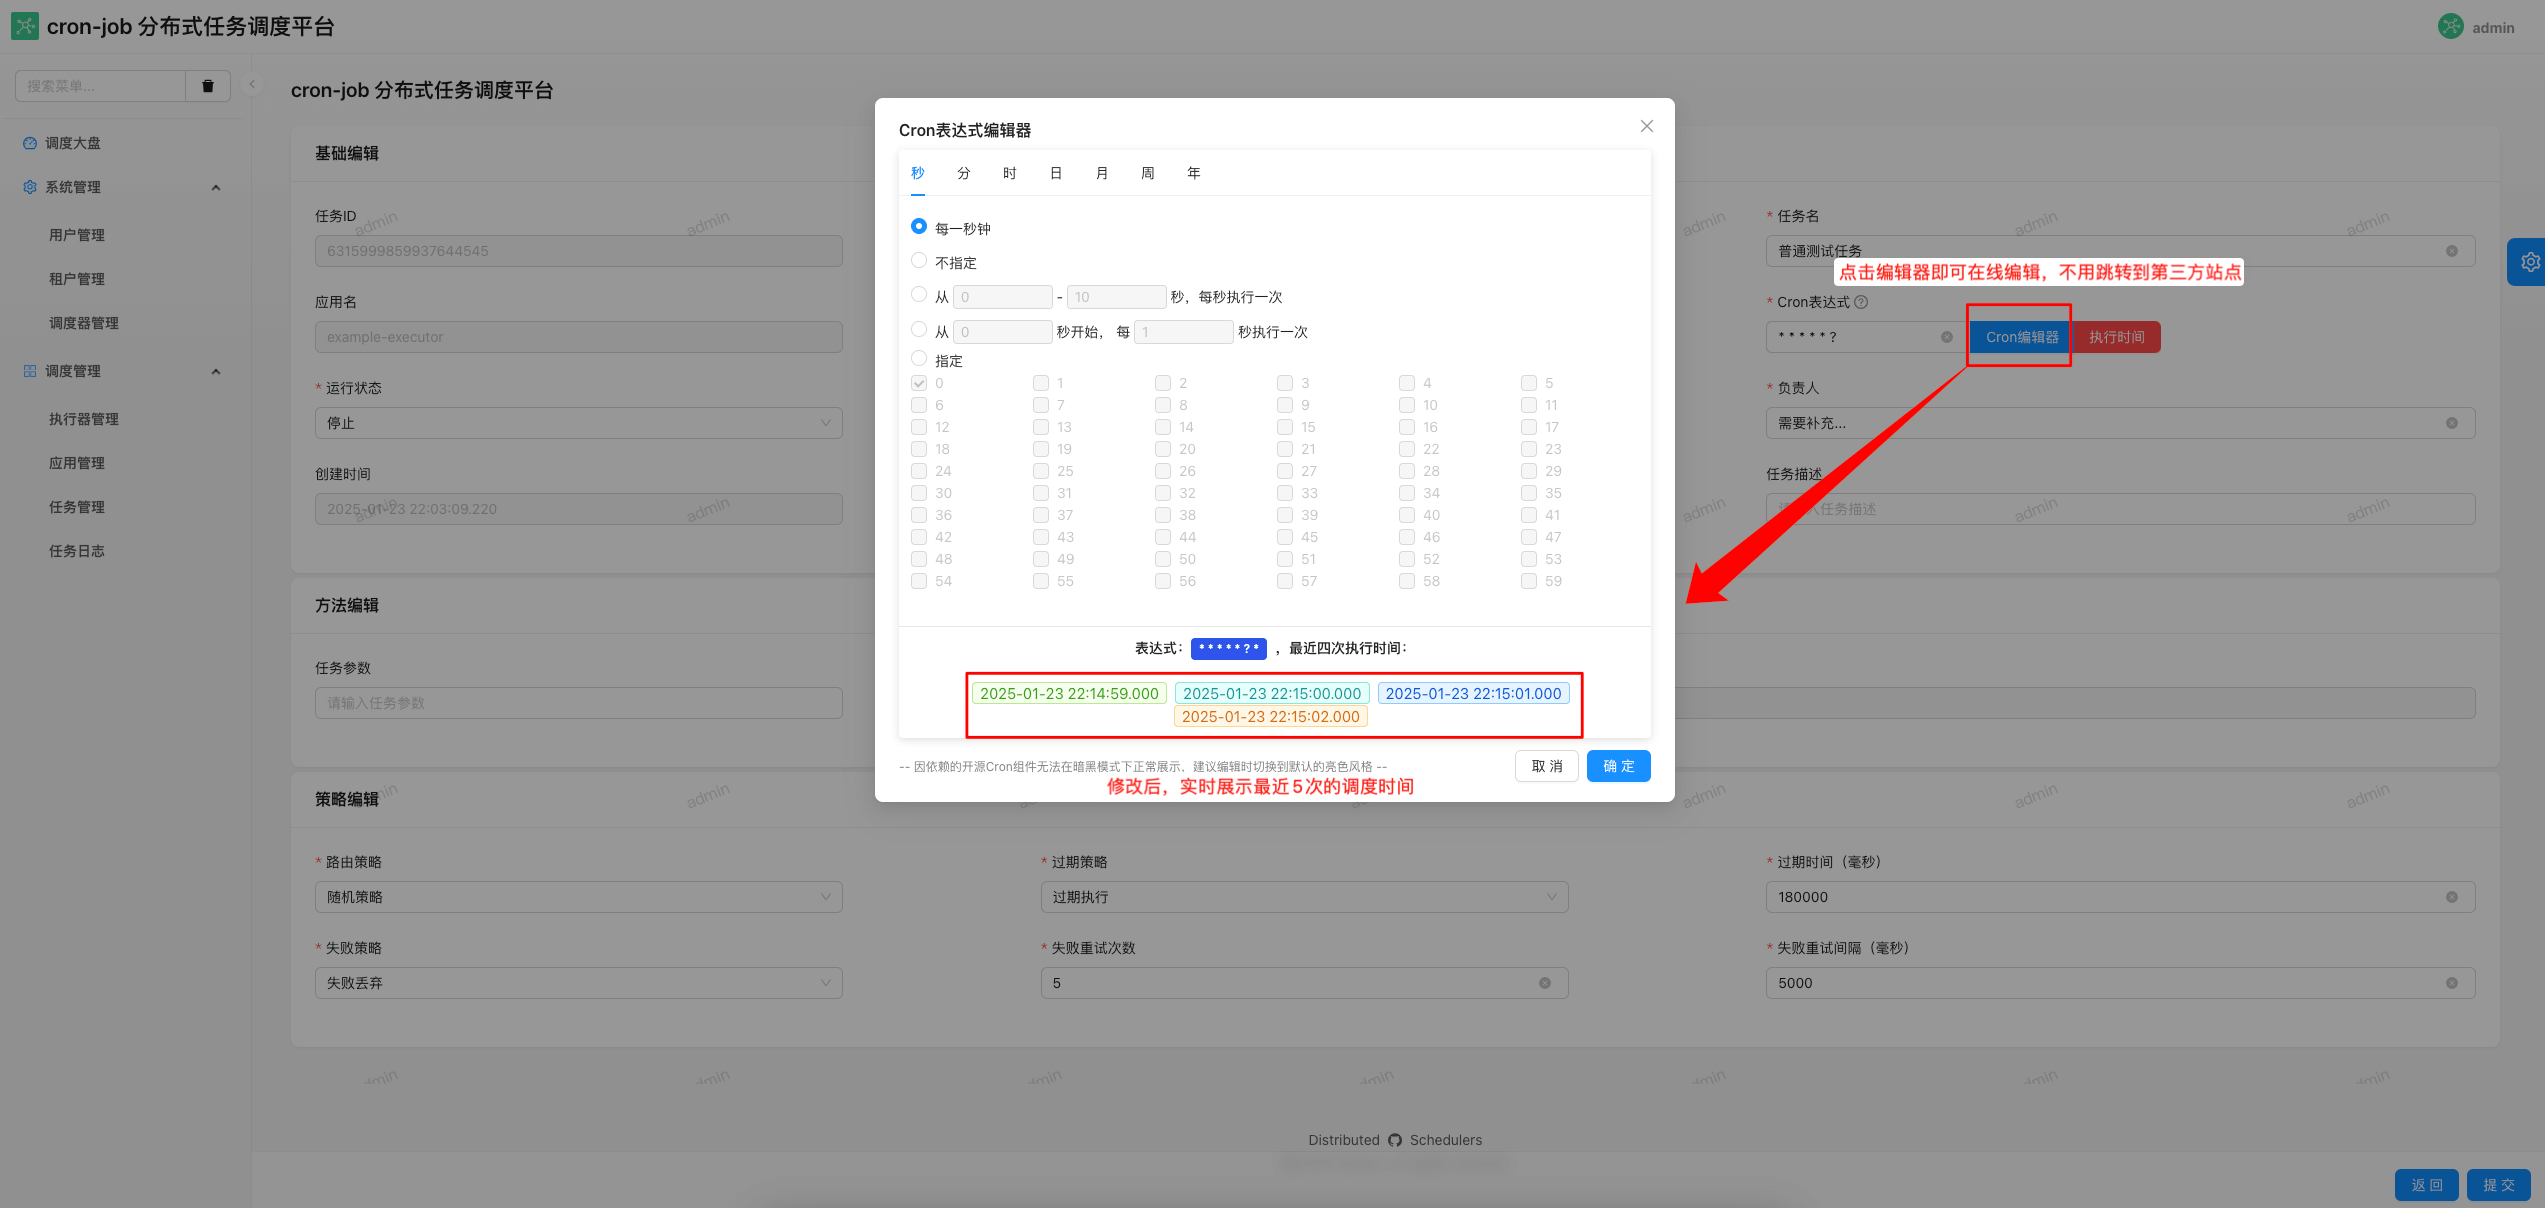 cron-job 分布式任务调度平台
admin
搜索菜单...
调度大盘
系统管理
用户管理
租户管理
调度器管理
调度管理
执行器管理
应用管理
任务管理
任务日志
cron-job 分布式任务调度平台
基础编辑
任务ID
6315999859937644545
应用名
example-executor
* 运行状态
停止
创建时间
2025-01-23 22:03:09.220
* 任务名
普通测试任务
点击编辑器即可在线编辑，不用跳转到第三方站点
* Cron表达式
* * * * * ?
Cron编辑器
执行时间
* 负责人
需要补充...
任务描述
入任务描述
方法编辑
任务参数
请输入任务参数
策略编辑
* 路由策略
随机策略
* 过期策略
过期执行
* 过期时间（毫秒）
180000
* 失败策略
失败丢弃
* 失败重试次数
5
* 失败重试间隔（毫秒）
5000
Cron表达式编辑器
秒 分 时 日 月 周 年
每一秒钟
不指定
从 0 - 10 秒，每秒执行一次
从 0 秒开始， 每 1 秒执行一次
指定
0 1 2 3 4 5
6 7 8 9 10 11
12 13 14 15 16 17
18 19 20 21 22 23
24 25 26 27 28 29
30 31 32 33 34 35
36 37 38 39 40 41
42 43 44 45 46 47
48 49 50 51 52 53
54 55 56 57 58 59
表达式： * * * * * ? * ，最近四次执行时间：
2025-01-23 22:14:59.000 2025-01-23 22:15:00.000 2025-01-23 22:15:01.000
2025-01-23 22:15:02.000
-- 因依赖的开源Cron组件无法在暗黑模式下正常展示，建议编辑时切换到默认的亮色风格 --
取 消
确 定
修改后，实时展示最近5次的调度时间
admin admin admin admin admin
admin admin admin admin admin
admin admin admin admin admin
admin admin admin admin admin admin admin
Distributed Schedulers
返 回
提 交